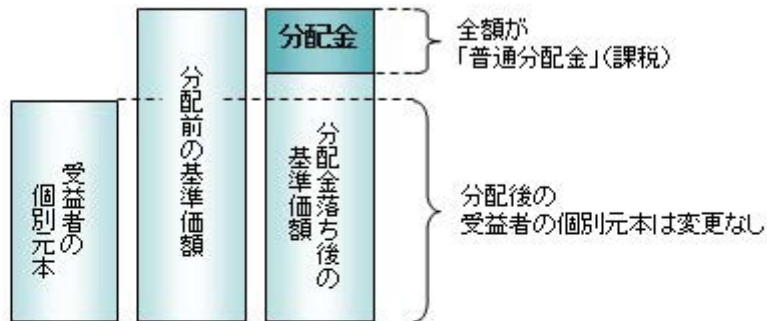 受益者の
個別元本
分配前の基準価額
分配金
分配金落ち後の
基準価額
全額が
「普通分配金」(課税)
分配後の
受益者の個別元本は変更なし